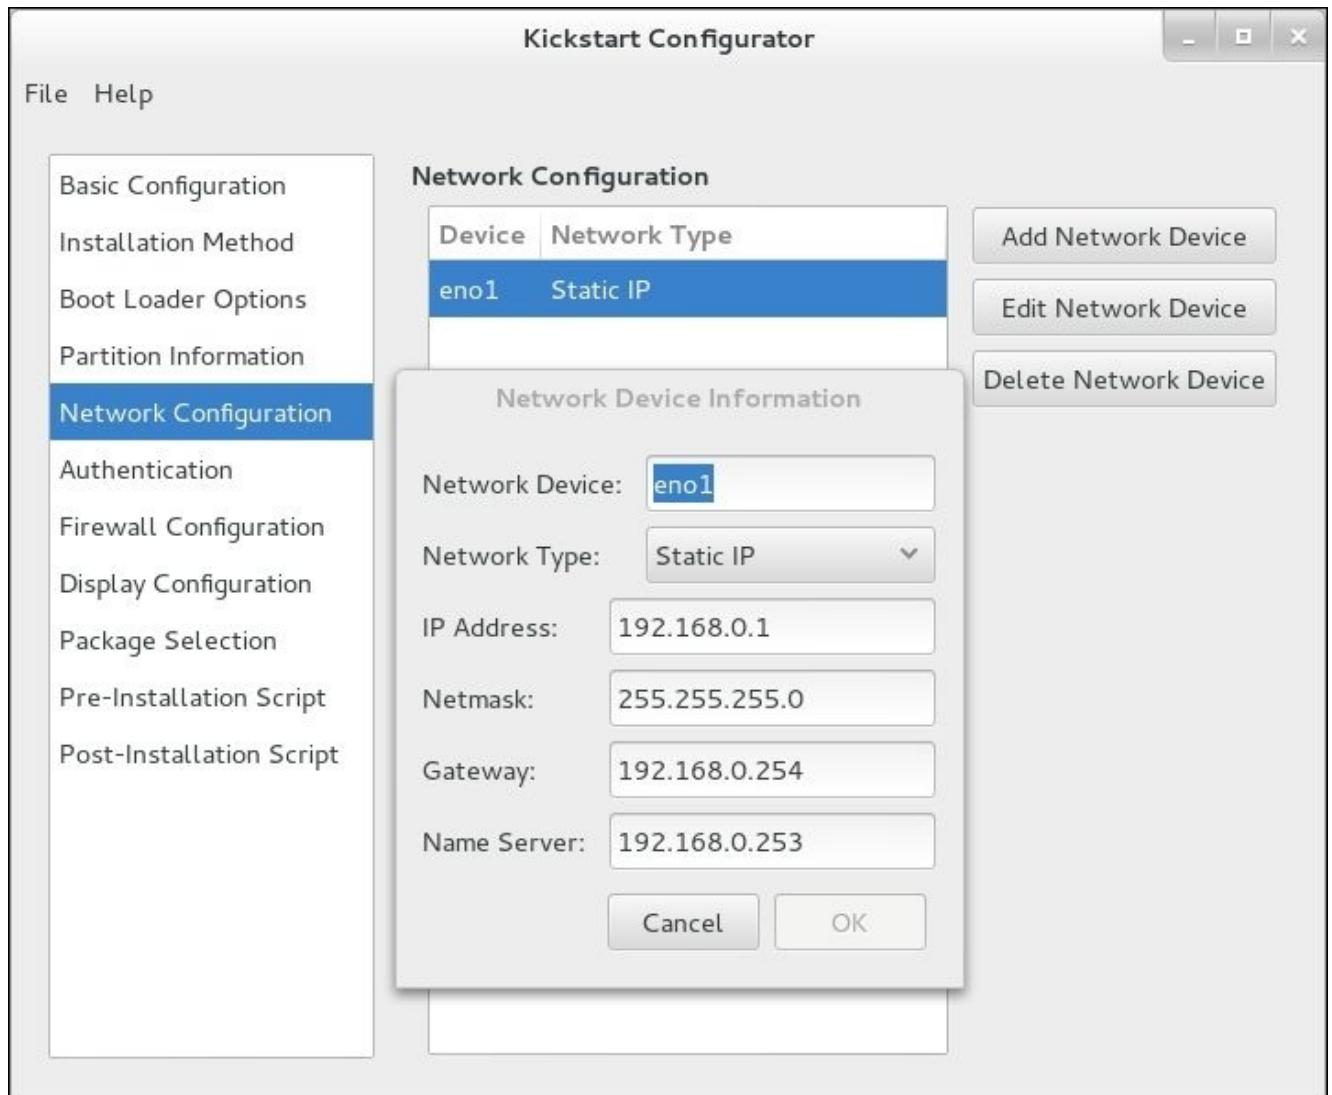 Kickstart Configurator
File Help
Basic Configuration
Installation Method
Boot Loader Options
Partition Information
Network Configuration
Authentication
Firewall Configuration
Display Configuration
Package Selection
Pre-Installation Script
Post-Installation Script
Network Configuration
Device Network Type
eno1 Static IP
Add Network Device
Edit Network Device
Delete Network Device
Network Device Information
Network Device: eno1
Network Type: Static IP
IP Address: 192.168.0.1
Netmask: 255.255.255.0
Gateway: 192.168.0.254
Name Server: 192.168.0.253
Cancel OK